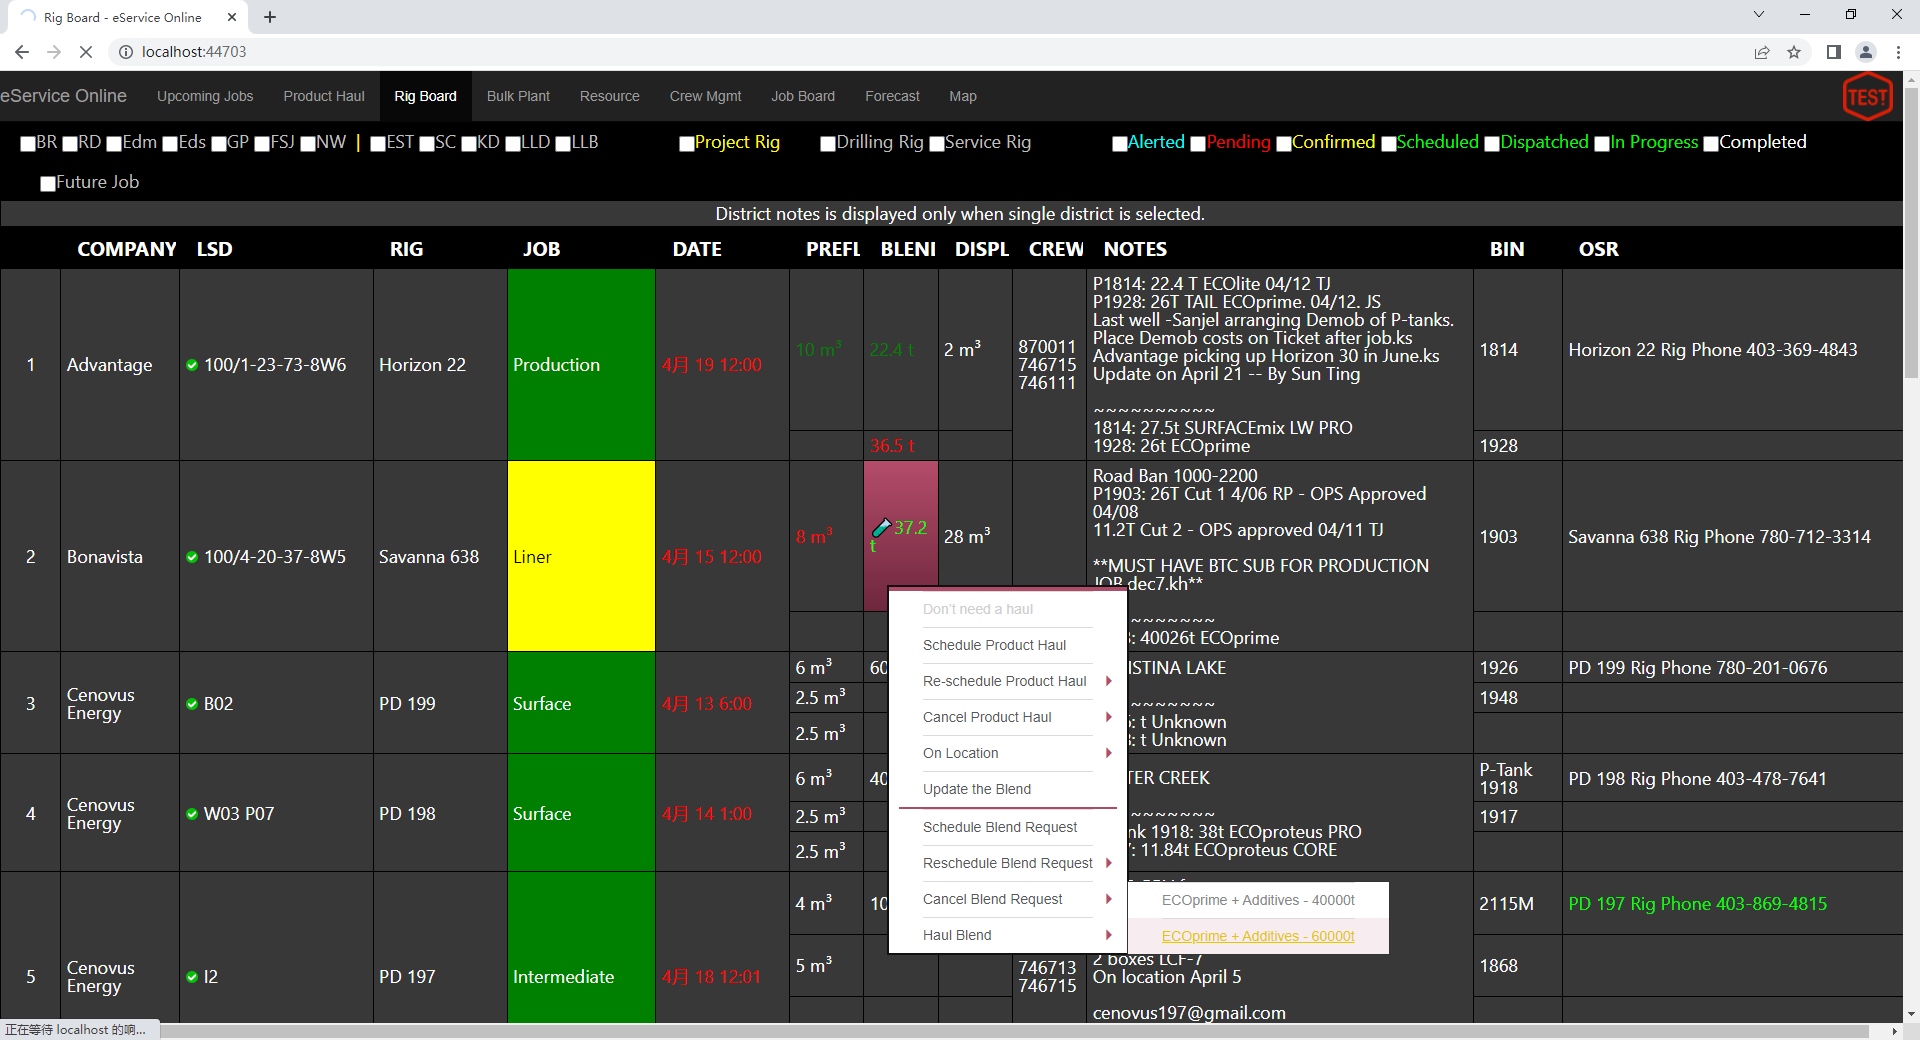 Rig Board - eService Online
localhost:44703
eService Online Upcoming Jobs Product Haul Rig Board Bulk Plant Resource Crew Mgmt Job Board Forecast Map TEST!
BR RD Edm Eds GP FSJ NW | EST SC KD LLD LLB Project Rig Drilling Rig Service Rig Alerted Pending Confirmed Scheduled Dispatched In Progress Completed
Future Job
District notes is displayed only when single district is selected.
COMPANY LSD RIG JOB DATE PREFL BLENI DISPL CREW NOTES BIN OSR
1 Advantage 100/1-23-73-8W6 Horizon 22 Production 4月 19 12:00 10 m³ 22.4 t 2 m³
870011
746715
746111
P1814: 22.4 T ECOlite 04/12 TJ
P1928: 26T TAIL ECOprime. 04/12. JS
Last well -Sanjel arranging Demob of P-tanks.
Place Demob costs on Ticket after job.ks
Advantage picking up Horizon 30 in June.ks
Update on April 21 -- By Sun Ting
~~~~~~~~~~
1814: 27.5t SURFACEmix LW PRO
1928: 26t ECOprime
1814 Horizon 22 Rig Phone 403-369-4843
36.5 t 1928
2 Bonavista 100/4-20-37-8W5 Savanna 638 Liner 4月 15 12:00 8 m³ 37.2
t
28 m³
Road Ban 1000-2200
P1903: 26T Cut 1 4/06 RP - OPS Approved
04/08
11.2T Cut 2 - OPS approved 04/11 TJ
**MUST HAVE BTC SUB FOR PRODUCTION
JOB dec7.kh**
~~~~~~~
: 40026t ECOprime
1903 Savanna 638 Rig Phone 780-712-3314
3 Cenovus
Energy
B02 PD 199 Surface 4月 13 6:00 6 m³ 60
2.5 m³
2.5 m³
ISTINA LAKE
~~~~~~~
: t Unknown
: t Unknown
1926 PD 199 Rig Phone 780-201-0676
1948
4 Cenovus
Energy
W03 P07 PD 198 Surface 4月 14 1:00 6 m³ 40
2.5 m³
2.5 m³
TER CREEK
~~~~~~~
nk 1918: 38t ECOproteus PRO
: 11.84t ECOproteus CORE
P-Tank
1918
PD 198 Rig Phone 403-478-7641
1917
5 Cenovus
Energy
I2 PD 197 Intermediate 4月 18 12:01 4 m³ 10
5 m³
746713
746715
2 boxes LCF-7
On location April 5
cenovus197@gmail.com
2115M PD 197 Rig Phone 403-869-4815
1868
Don't need a haul
Schedule Product Haul
Re-schedule Product Haul
Cancel Product Haul
On Location
Update the Blend
Schedule Blend Request
Reschedule Blend Request
Cancel Blend Request
Haul Blend
ECOprime + Additives - 40000t
ECOprime + Additives - 60000t
正在等待 localhost 的响...